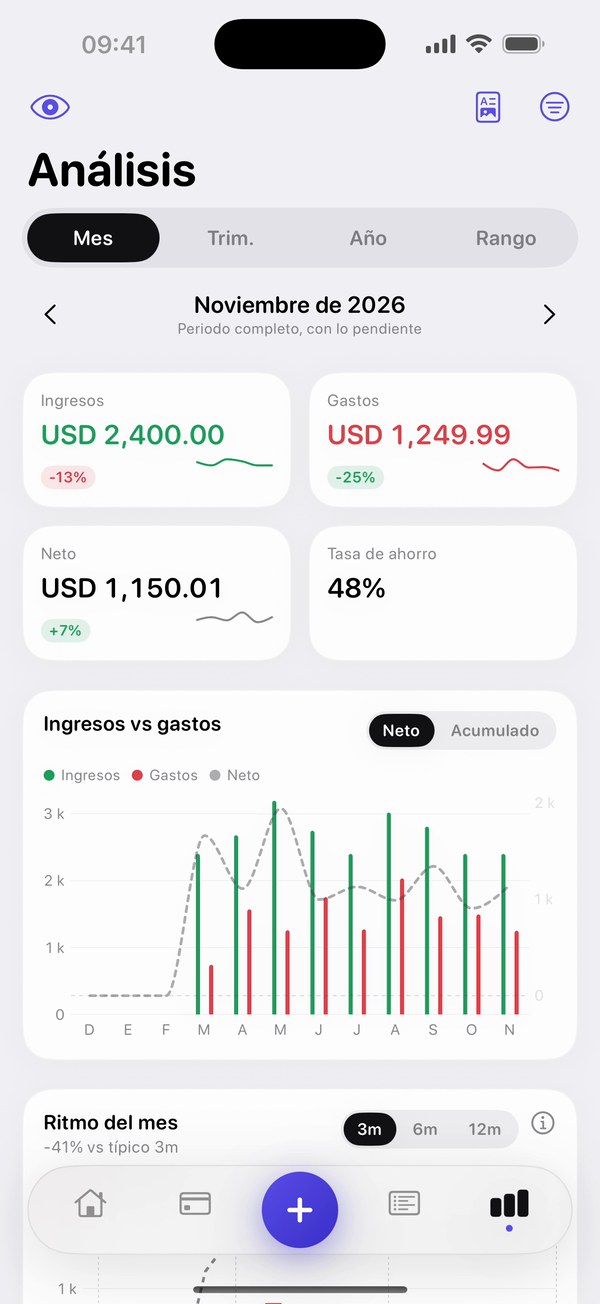 09:41
Análisis
Mes Trim. Año Rango
Noviembre de 2026
Periodo completo, con lo pendiente
Ingresos
USD 2,400.00
-13%
Gastos
USD 1,249.99
-25%
Neto
USD 1,150.01
+7%
Tasa de ahorro
48%
Ingresos vs gastos
Neto Acumulado
Ingresos Gastos Neto
3 k 2 k
2 k
1 k
1 k
0
0
D E F M A M J J A S O N
Ritmo del mes
3m 6m 12m
-41% vs típico 3m
1 k